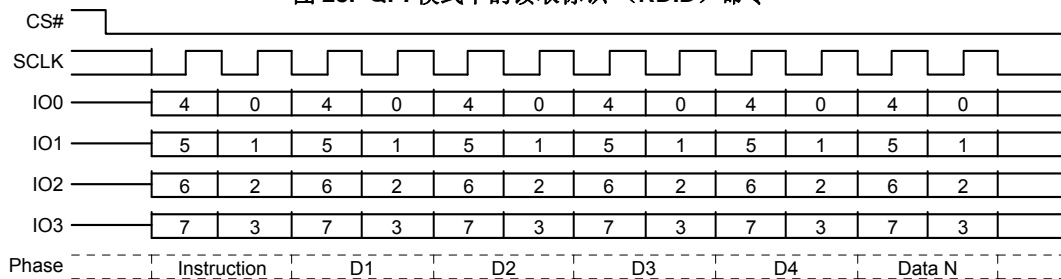 CS#
SCLK
IO0 4 0 4 0 4 0 4 0 4 0 4 0
IO1 5 1 5 1 5 1 5 1 5 1 5 1
IO2 6 2 6 2 6 2 6 2 6 2 6 2
IO3 7 3 7 3 7 3 7 3 7 3 7 3
Phase Instruction D1 D2 D3 D4 Data N